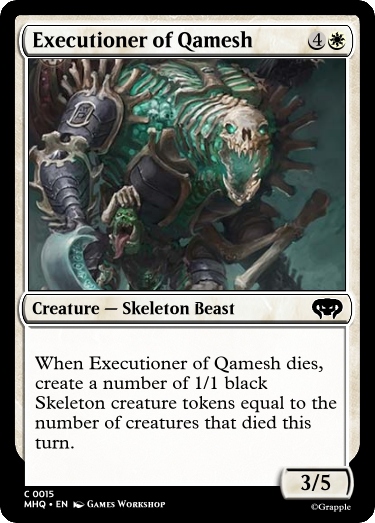 Executioner of Qamesh 4
Creature — Skeleton Beast
When Executioner of Qamesh dies,
create a number of 1/1 black
Skeleton creature tokens equal to the
number of creatures that died this
turn.
3/5
C 0015
MHQ • EN Games Workshop
©Grapple